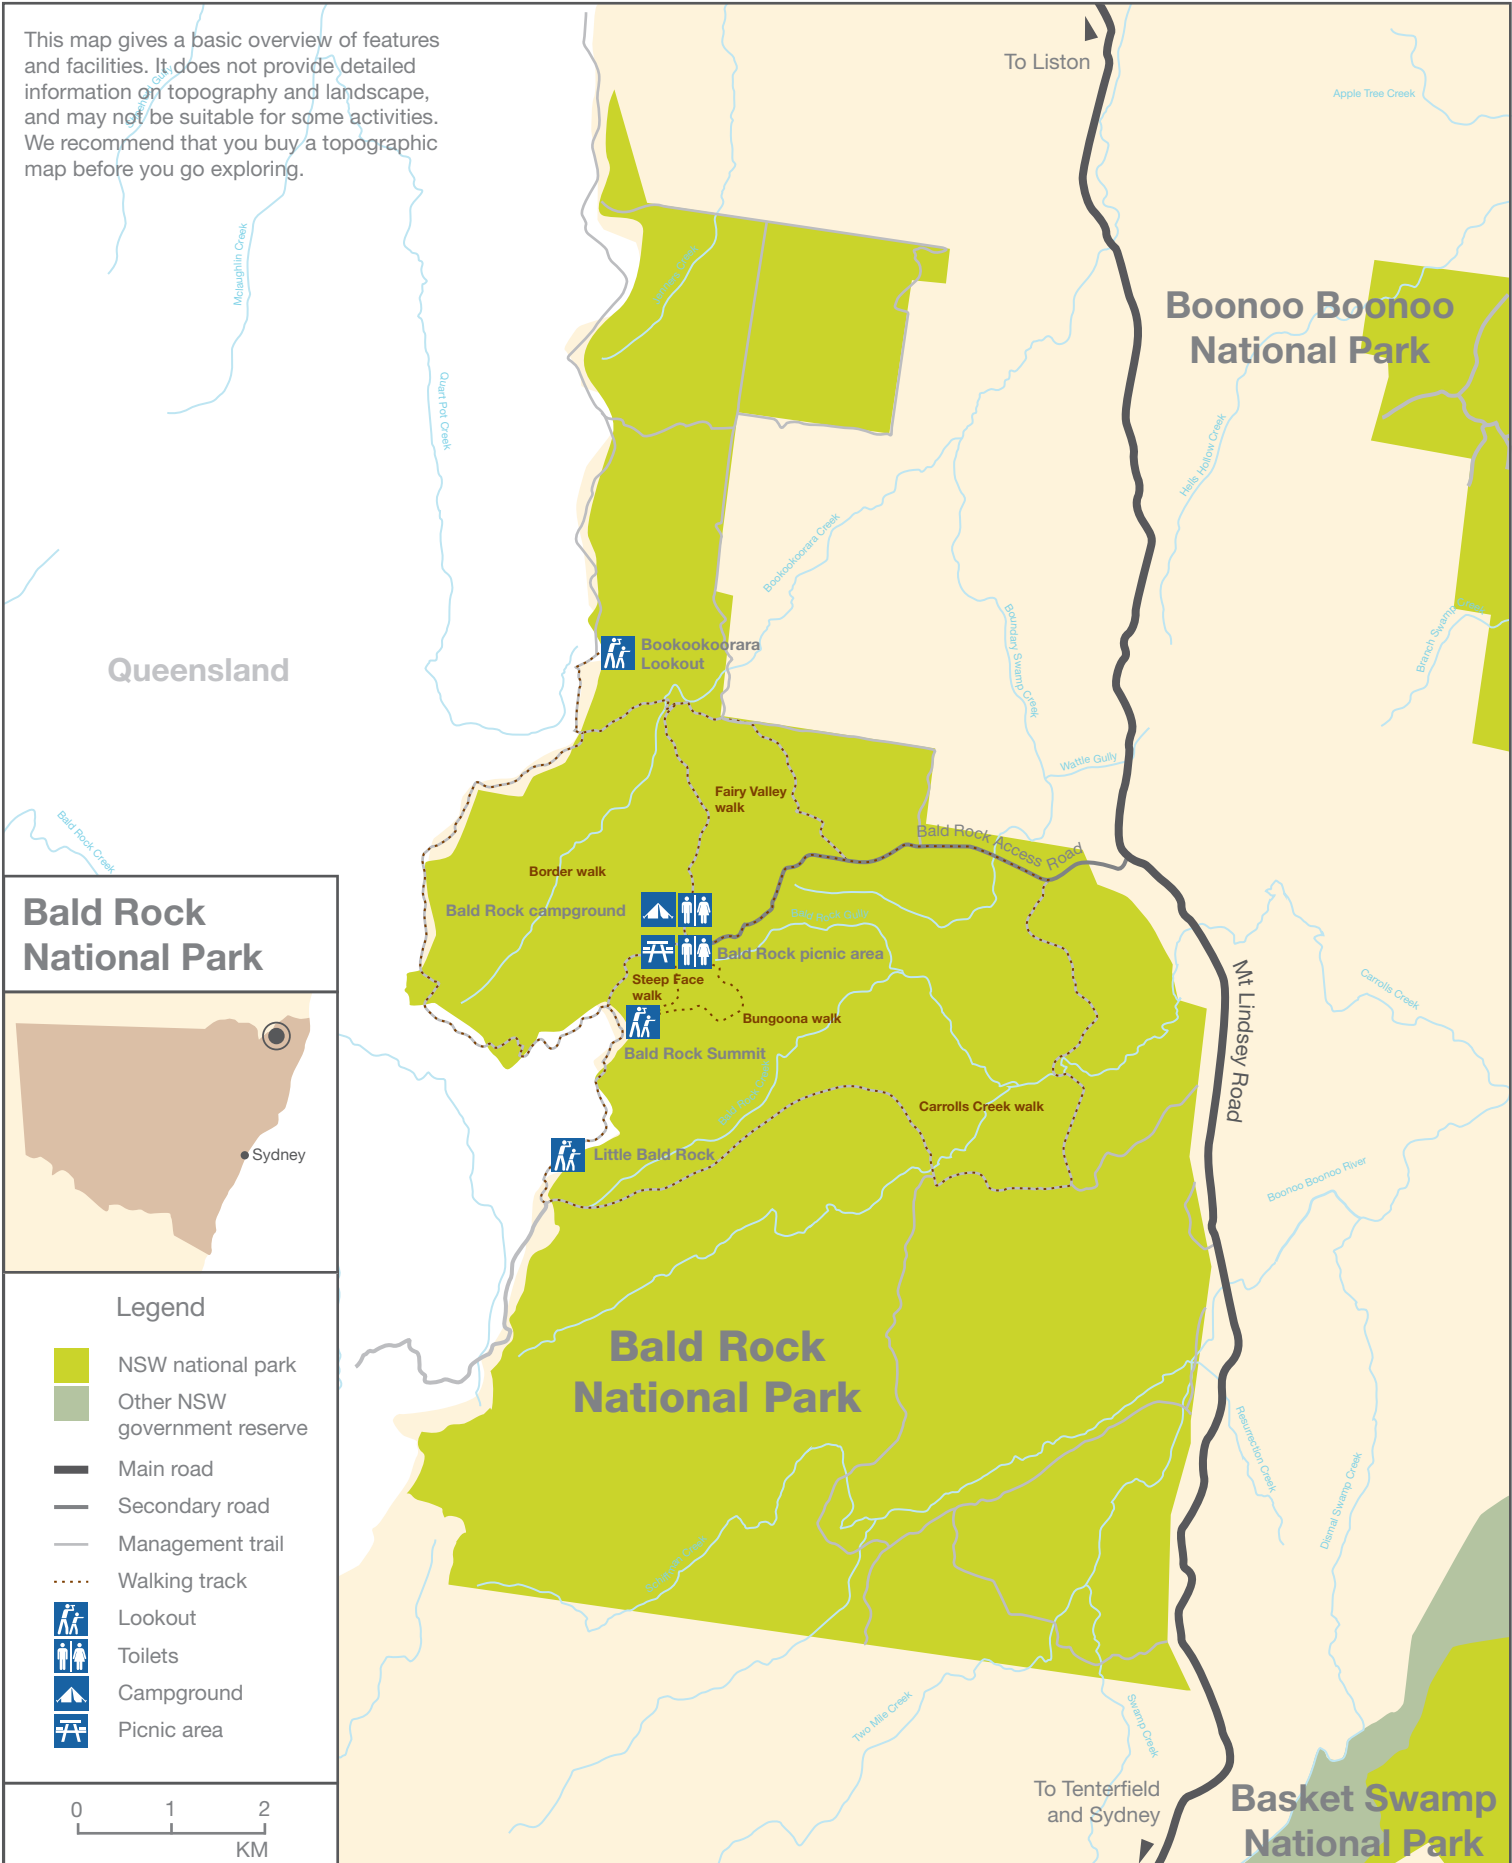 This map gives a basic overview of features
and facilities. It does not provide detailed
information on topography and landscape,
and may not be suitable for some activities.
We recommend that you buy a topographic
map before you go exploring.
To Liston
Apple Tree Creek
Mclaughlin Creek
Boonoo Boonoo
National Park
Quart Pot Creek
Hells Hollow Creek
Bookookoorara Creek
Boundary Swamp Creek
Branch Swamp Creek
Bookookoorara
Lookout
Queensland
Wattle Gully
Fairy Valley
walk
Bald Rock Creek
Bald Rock Access Road
Border walk
Bald Rock campground
Bald Rock picnic area
Steep Face
walk
Bungoona walk
Bald Rock Summit
Carrolls Creek
Mt Lindsey Road
Carrolls Creek walk
Little Bald Rock
Boonoo Boonoo River
Bald Rock
National Park
Resurrection Creek
Dismal Swamp Creek
Two Mile Creek
Swamp Creek
To Tenterfield
and Sydney
Basket Swamp
National Park
Bald Rock
National Park
Sydney
Legend
NSW national park
Other NSW
government reserve
Main road
Secondary road
Management trail
Walking track
Lookout
Toilets
Campground
Picnic area
0 1 2
KM